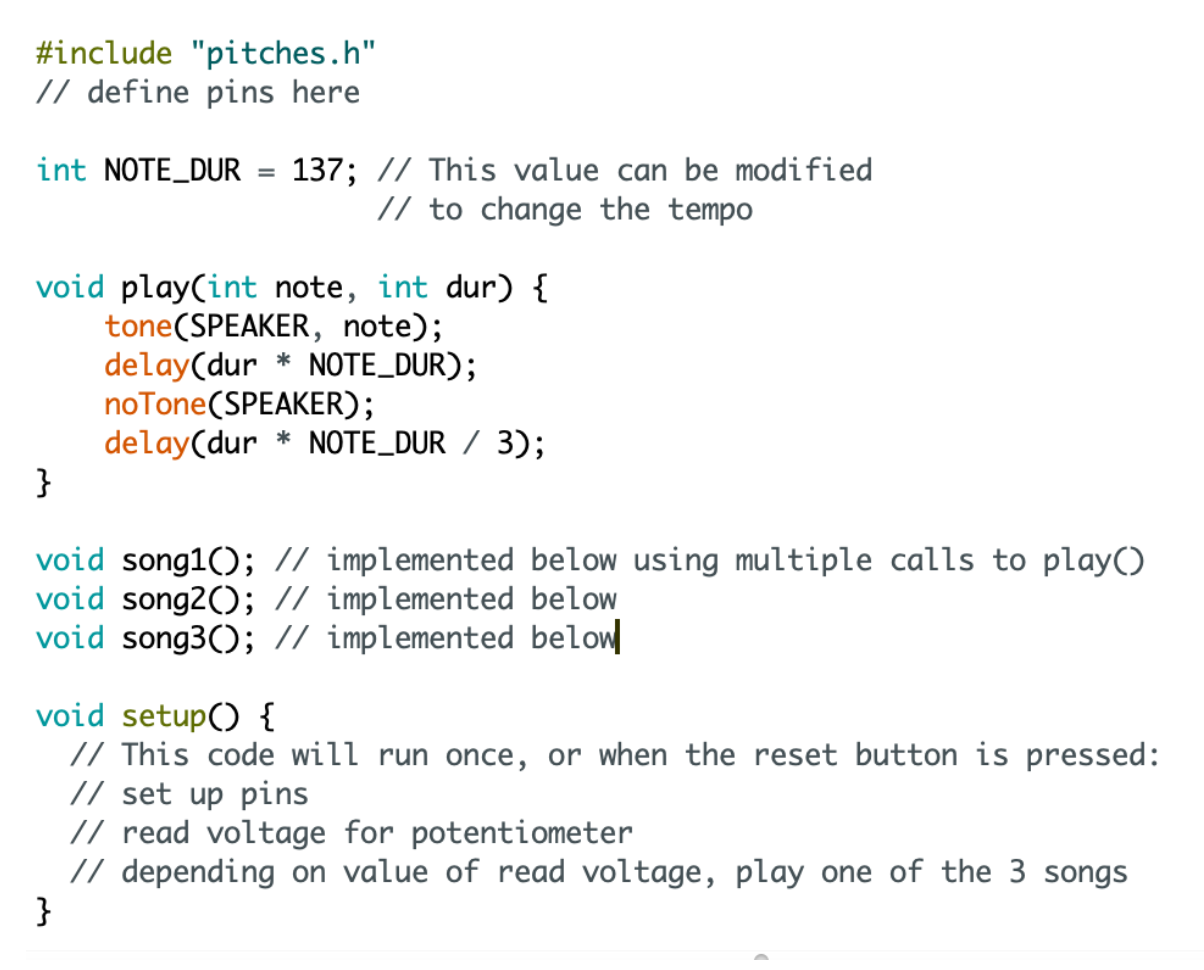 #include "pitches.h"
// define pins here
int NOTE_DUR = 137; // This value can be modified
// to change the tempo
void play(int note, int dur) {
tone(SPEAKER, note);
delay(dur * NOTE_DUR);
noTone(SPEAKER);
delay(dur * NOTE_DUR / 3);
}
void song1(); // implemented below using multiple calls to play()
void song2(); // implemented below
void song3(); // implemented below
void setup() {
// This code will run once, or when the reset button is pressed:
// set up pins
// read voltage for potentiometer
// depending on value of read voltage, play one of the 3 songs
}